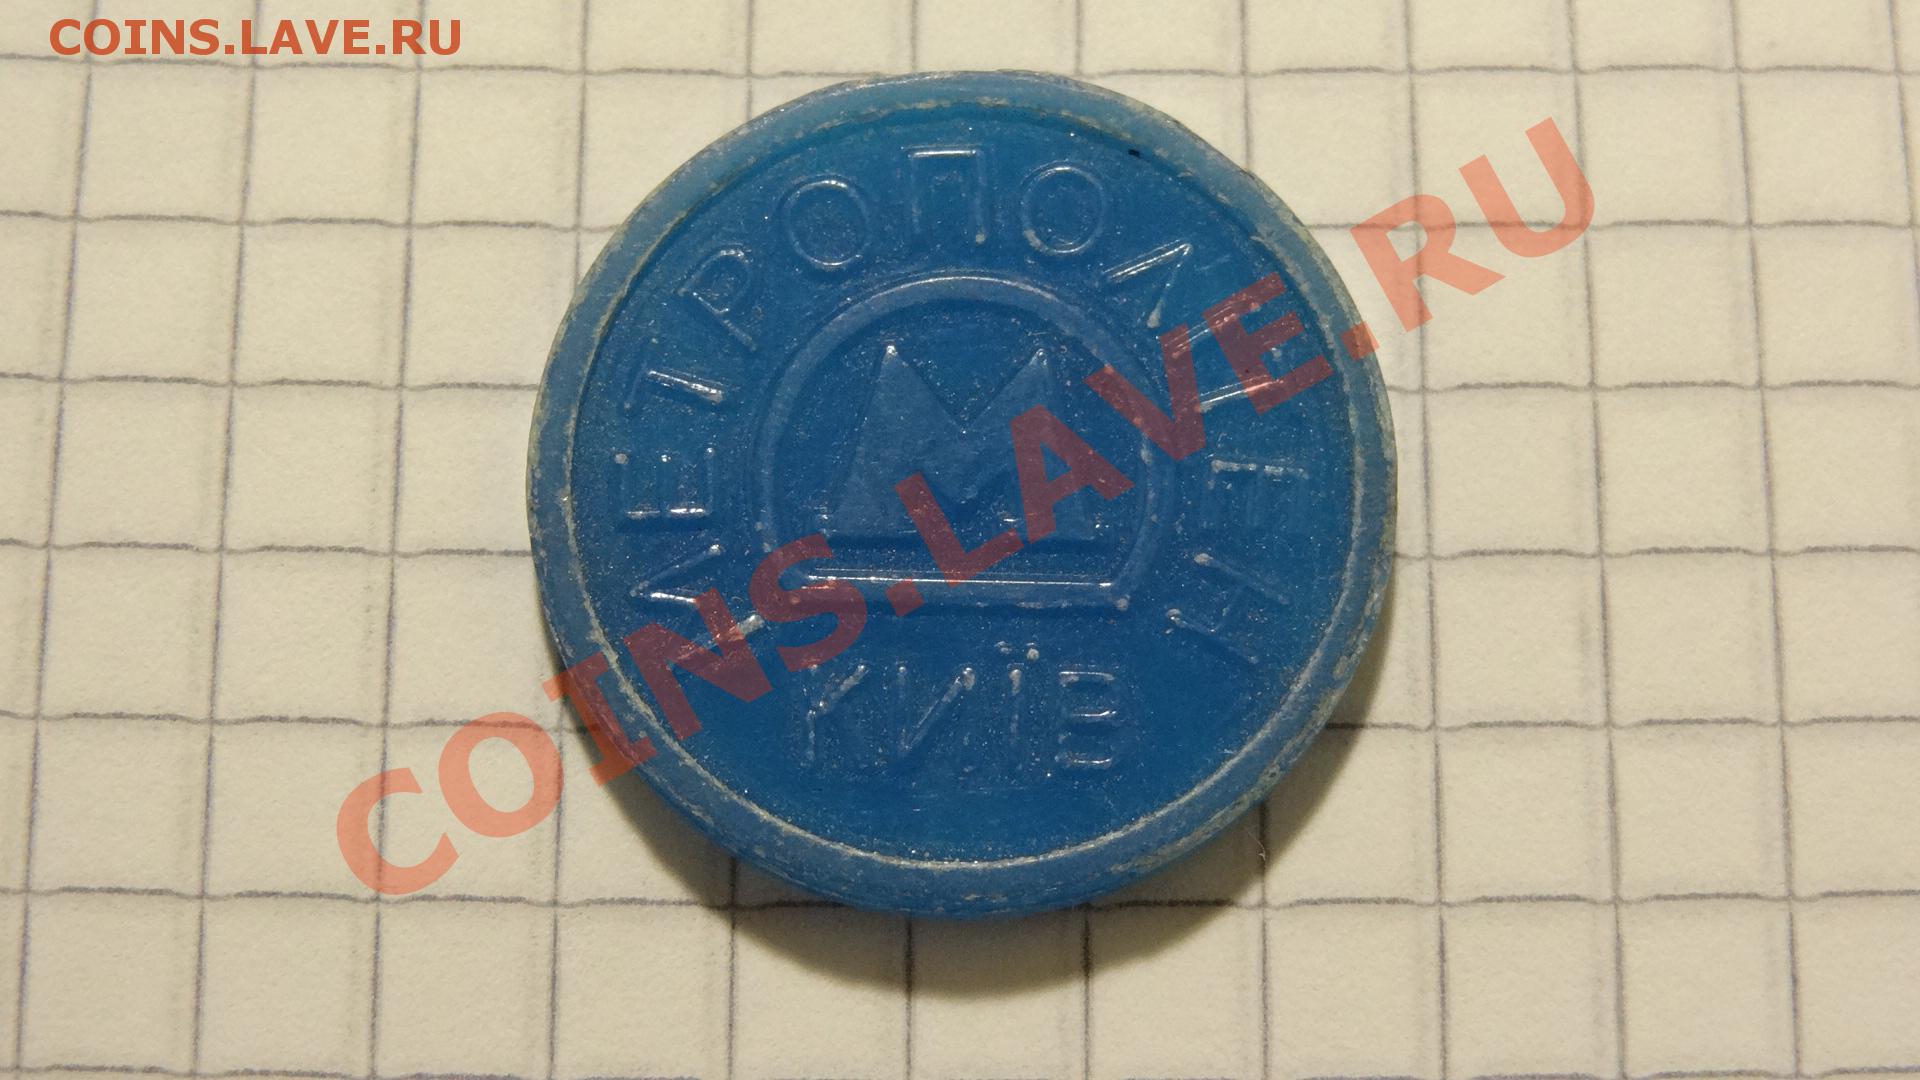 COINS.LAVE.RU
МЕТРОПОЛІТЕН
М
КИЇВ
COINS.LAVE.RU